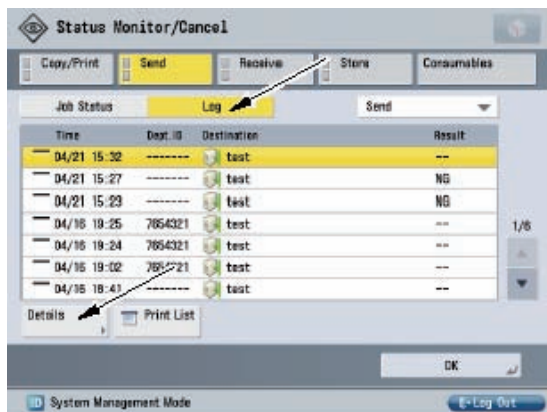 Status Monitor/Cancel
Copy/Print Send Receive Store Consumables
Job Status Log Send
Time Dept. ID Destination Result
04/21 15:32 ------- test --
04/21 15:27 ------- test NG
04/21 15:23 ------- test NG
04/16 19:25 7654321 test --
04/16 19:24 7654321 test --
04/16 19:02 test --
04/16 18:41 ------- test --
1/6
Details Print List
OK
ID System Management Mode Log Out